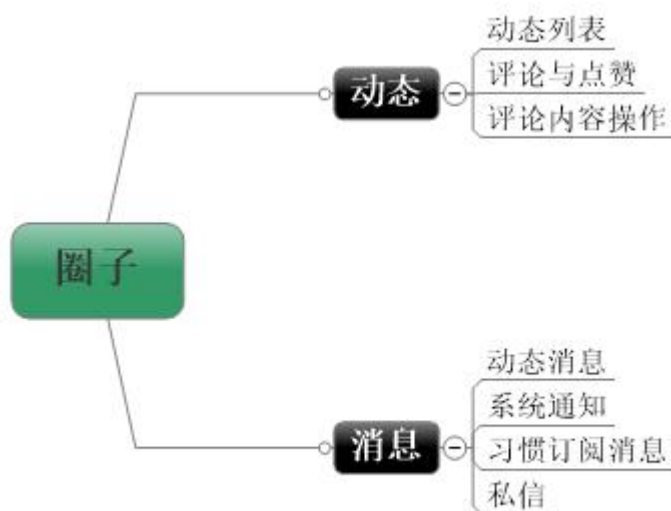 圈子
动态
动态列表
评论与点赞
评论内容操作
消息
动态消息
系统通知
习惯订阅消息
私信